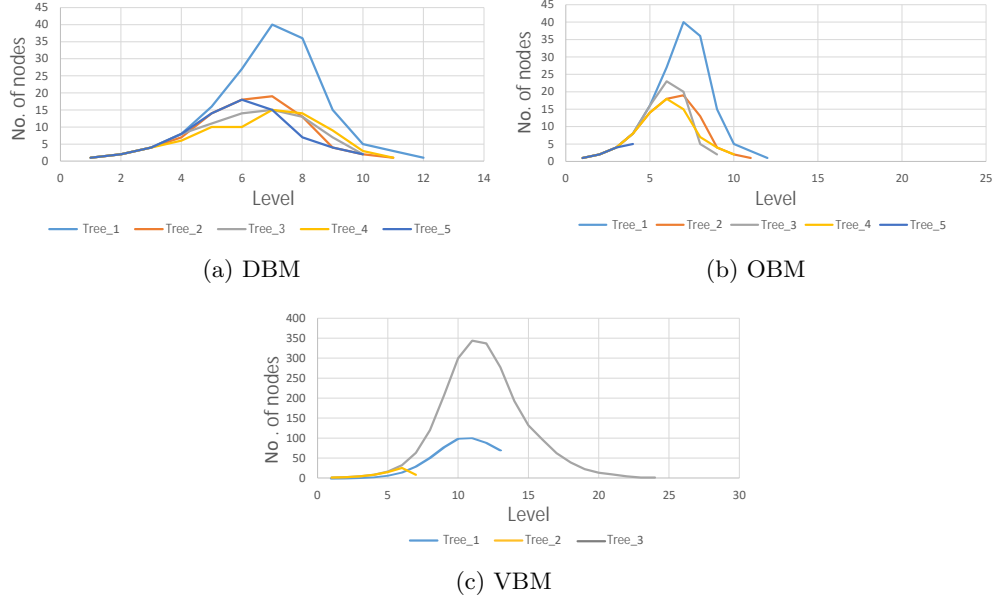 45
40
35
30
25
20
15
10
5
0
No. of nodes
0 2 4 6 8 10 12 14
Level
Tree_1 Tree_2 Tree_3 Tree_4 Tree_5
(a) DBM
45
40
35
30
25
20
15
10
5
0
No. of nodes
0 5 10 15 20 25
Level
Tree_1 Tree_2 Tree_3 Tree_4 Tree_5
(b) OBM
400
350
300
250
200
150
100
50
0
No . of nodes
0 5 10 15 20 25 30
Level
Tree_1 Tree_2 Tree_3
(c) VBM